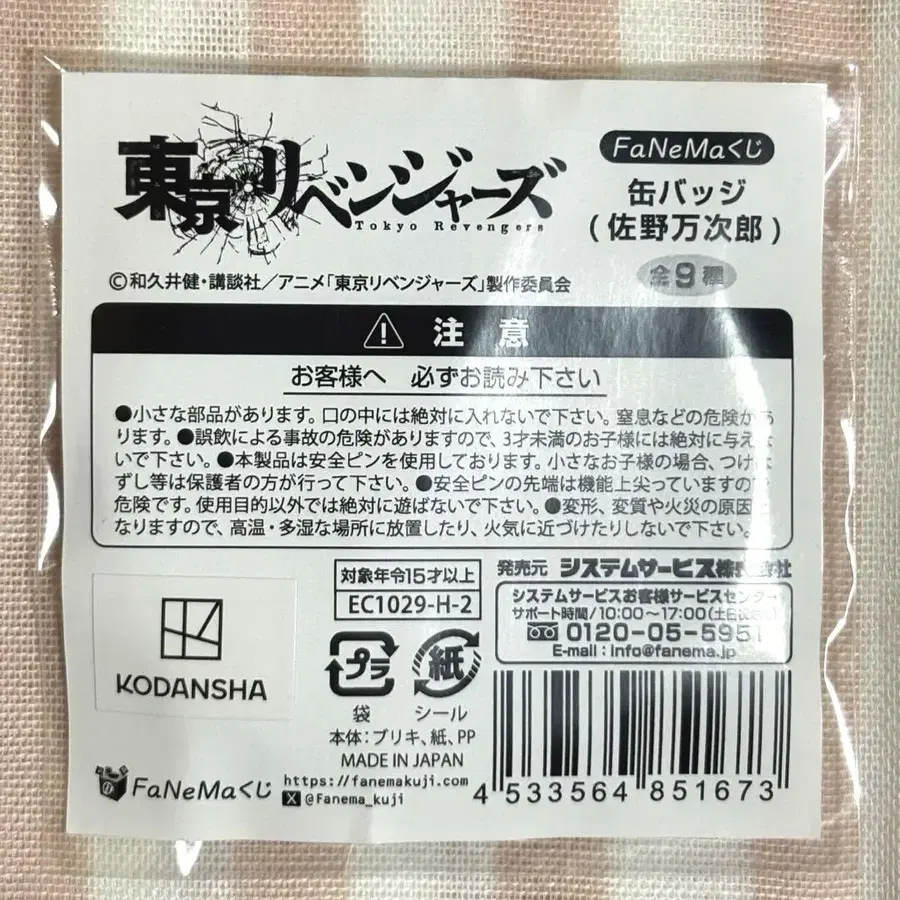 東京リベンジャーズ
Tokyo Revengers
FaNeMaくじ
缶バッジ
(佐野万次郎)
全9種
©和久井健・講談社/アニメ「東京リベンジャーズ」製作委員会
注意
お客様へ 必ずお読み下さい
●小さな部品があります。口の中には絶対に入れないで下さい。窒息などの危険があ
ります。●誤飲による事故の危険がありますので、3才未満のお子様には絶対に与えな
いで下さい。●本製品は安全ピンを使用しております。小さなお子様の場合、つけは
ずし等は保護者の方が行って下さい。●安全ピンの先端は機能上尖っていますので
危険です。使用目的以外では絶対に遊ばないで下さい。●変形、変質や火災の原因と
なりますので、高温・多湿な場所に放置したり、火気に近づけたりしないで下さい。
対象年令15才以上
EC1029-H-2
発売元 システムサービス株式会社
システムサービスお客様サービスセンター
サポート時間/10:00~17:00(土日祝除く)
0120-05-5951
E-mail:info@fanema.jp
KODANSHA
プラ
紙
袋 シール
本体:ブリキ、紙、PP
MADE IN JAPAN
FaNeMaくじ
https://fanemakuji.com
X @Fanema_kuji
4 533564 851673